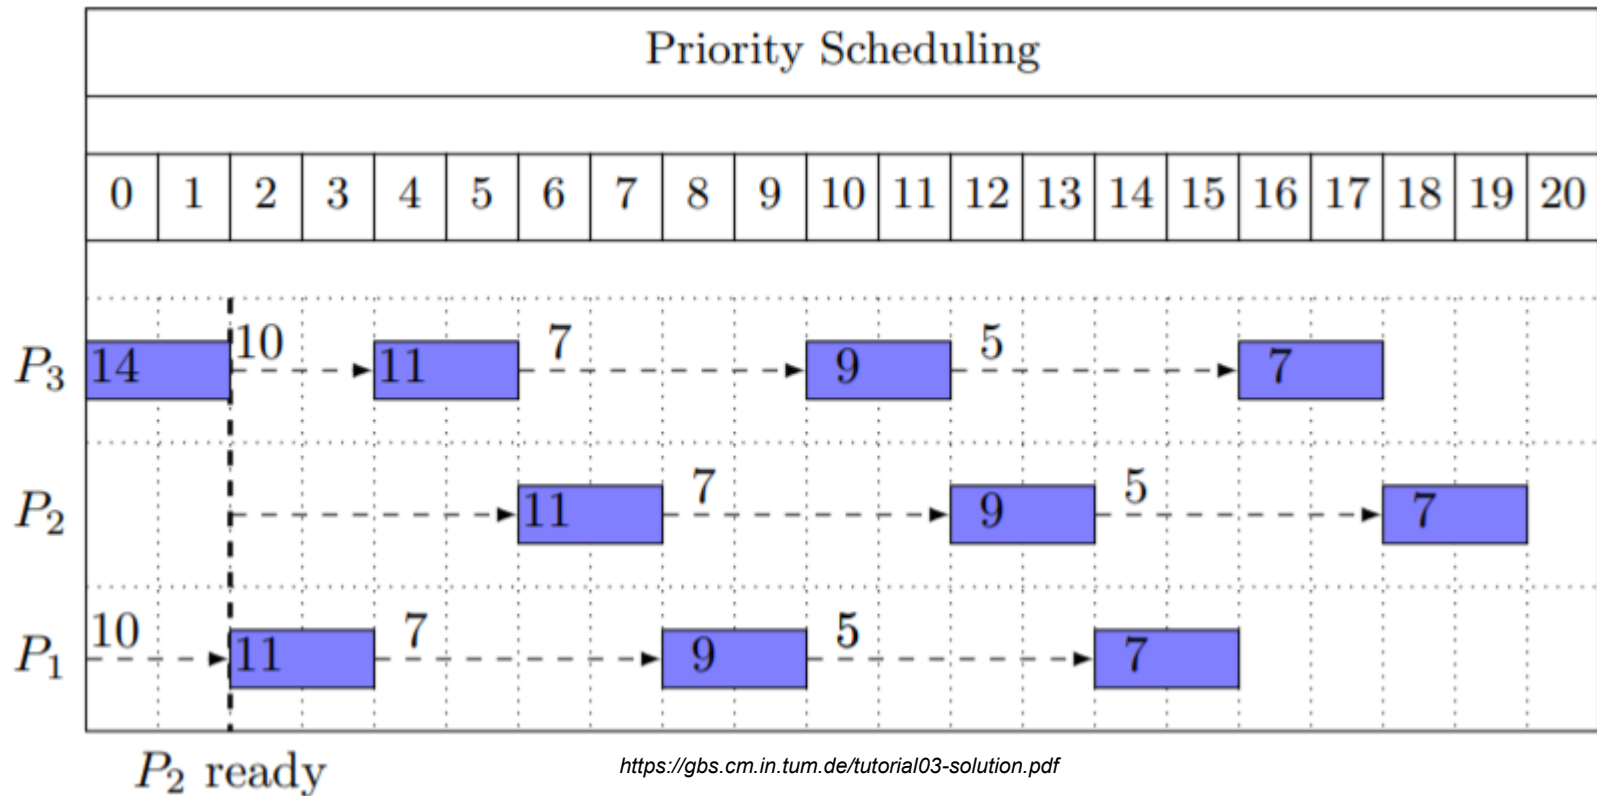 Priority Scheduling
0 1 2 3 4 5 6 7 8 9 10 11 12 13 14 15 16 17 18 19 20
P₃ 14 10 11 7 9 5 7
P₂ 11 7 9 5 7
P₁ 10 11 7 9 5 7
P₂ ready
https://gbs.cm.in.tum.de/tutorial03-solution.pdf